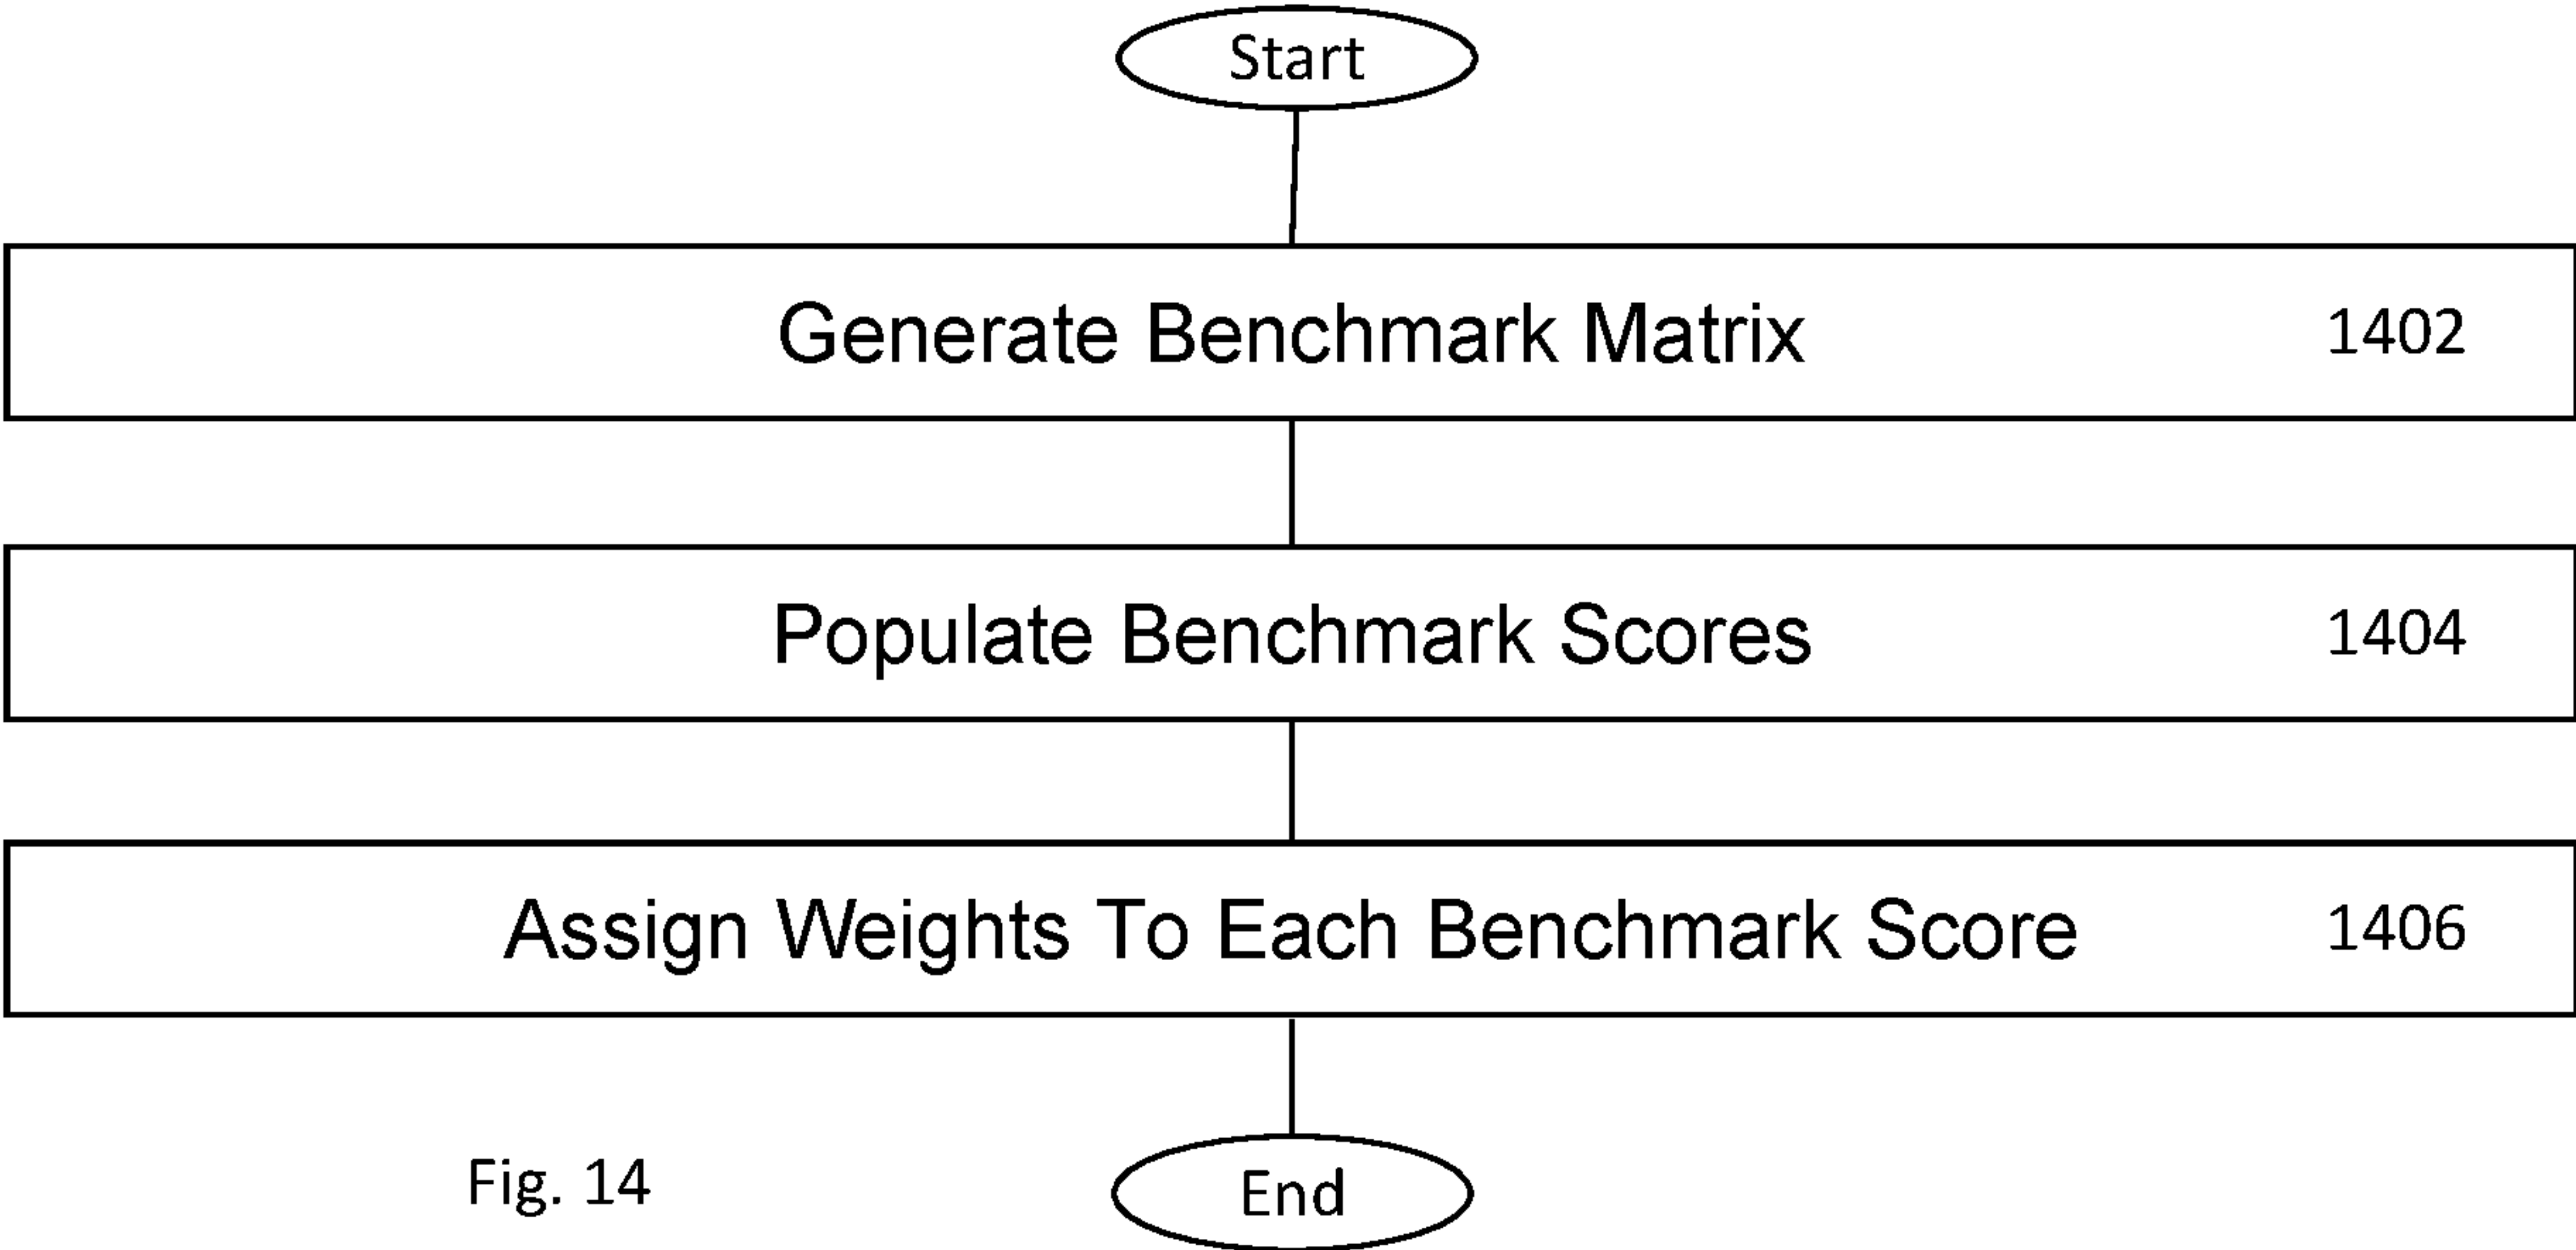 Start
Generate Benchmark Matrix 1402
Populate Benchmark Scores 1404
Assign Weights To Each Benchmark Score 1406
Fig. 14
End